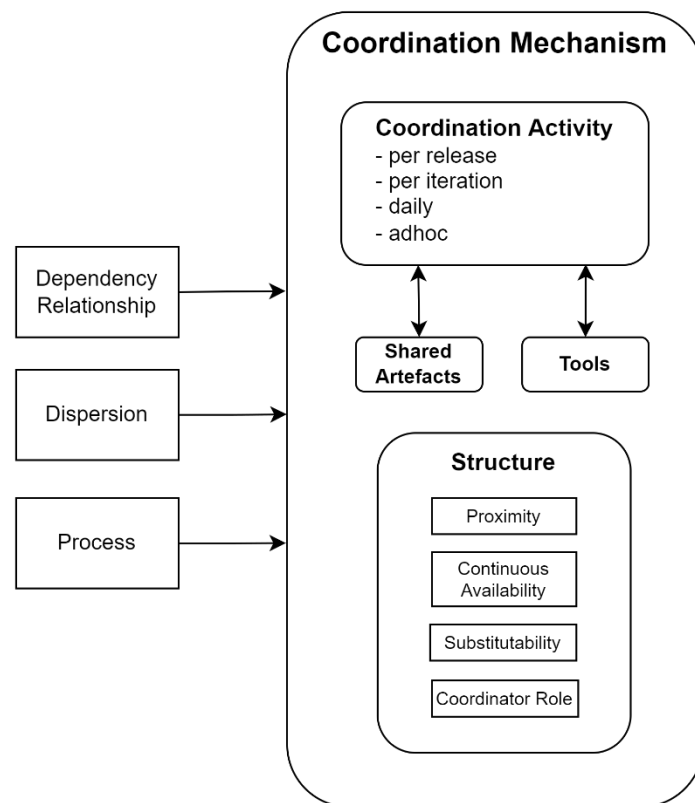 Coordination Mechanism
Coordination Activity
- per release
- per iteration
- daily
- adhoc
Dependency
Relationship
Shared
Artefacts
Tools
Dispersion
Structure
Process
Proximity
Continuous
Availability
Substitutability
Coordinator Role